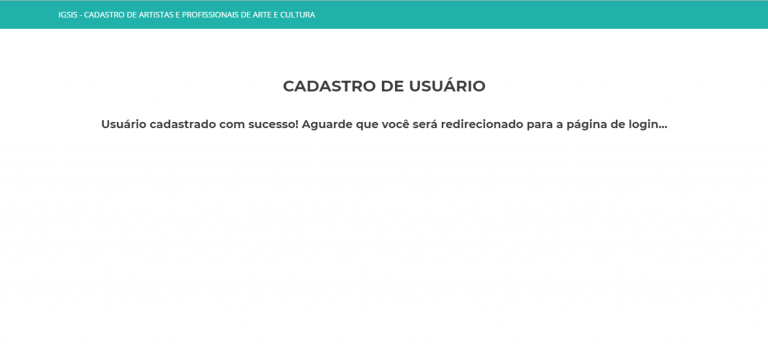 IGSIS - CADASTRO DE ARTISTAS E PROFISSIONAIS DE ARTE E CULTURA
CADASTRO DE USUÁRIO
Usuário cadastrado com sucesso! Aguarde que você será redirecionado para a página de login...